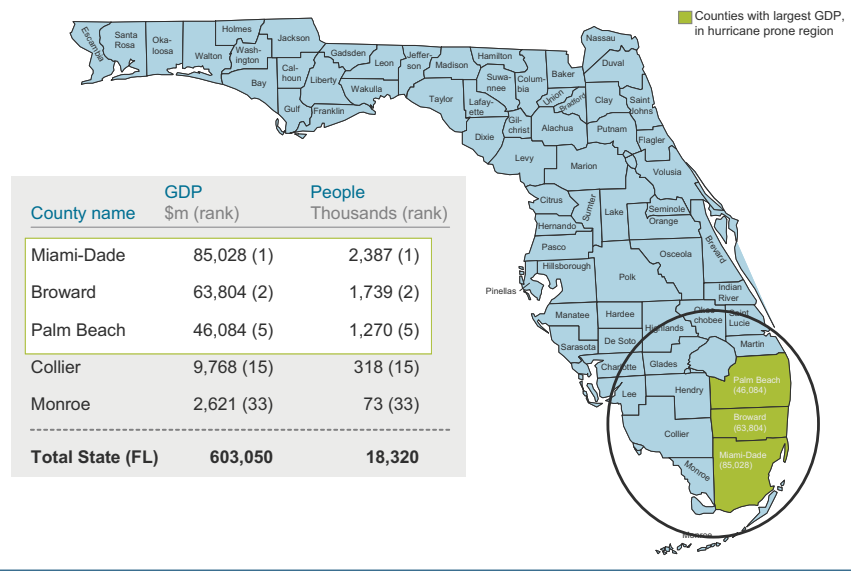 Counties with largest GDP,
in hurricane prone region
Escambia
Santa
Rosa
Oka-
loosa
Walton
Holmes
Wash-
ington
Bay
Jackson
Cal-
houn
Gulf
Liberty
Franklin
Gadsden
Leon
Wakulla
Jeffer-
son
Madison
Taylor
Hamilton
Suwa-
nnee
Lafay-
ette
Dixie
Colum-
bia
Gil-
christ
Baker
Union
Bradford
Nassau
Duval
Clay
Saint
Johns
Alachua
Putnam
Flagler
Levy
Marion
Volusia
Citrus
Sumter
Lake
Seminole
Orange
Hernando
Pasco
Hillsborough
Pinellas
Polk
Osceola
Brevard
Indian
River
Manatee
Hardee
Highlands
Okee
chobee
Saint
Lucie
Sarasota
De Soto
Martin
Charlotte
Glades
Lee
Hendry
Palm Beach
(46,084)
Broward
(63,804)
Collier
Miami-Dade
(85,028)
Monroe
Monroe
GDP People
County name $m (rank) Thousands (rank)
Miami-Dade 85,028 (1) 2,387 (1)
Broward 63,804 (2) 1,739 (2)
Palm Beach 46,084 (5) 1,270 (5)
Collier 9,768 (15) 318 (15)
Monroe 2,621 (33) 73 (33)
Total State (FL) 603,050 18,320